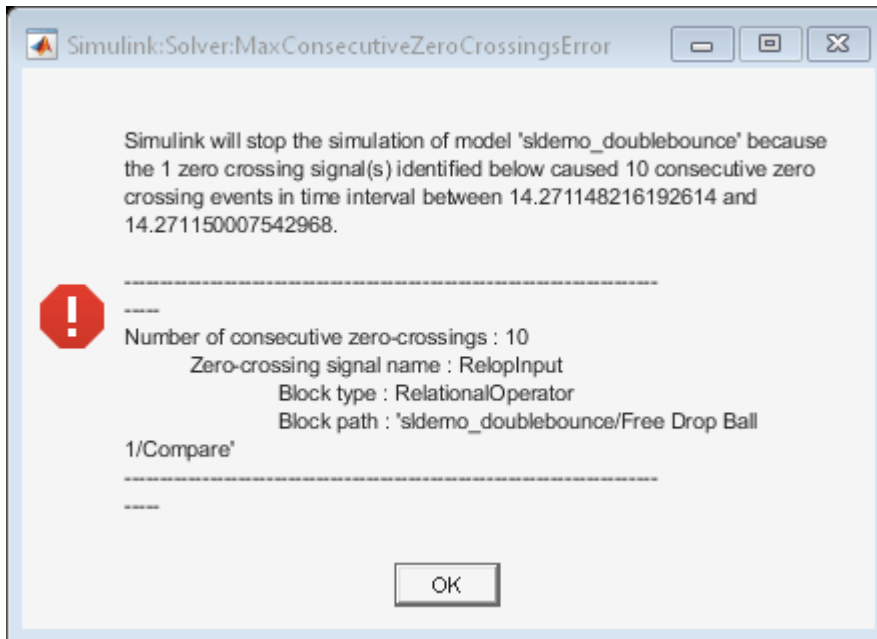 Simulink:Solver:MaxConsecutiveZeroCrossingsError
Simulink will stop the simulation of model 'sldemo_doublebounce' because
the 1 zero crossing signal(s) identified below caused 10 consecutive zero
crossing events in time interval between 14.271148216192614 and
14.271150007542968.
--------------------------------------------------------------------------------
-----
Number of consecutive zero-crossings : 10
Zero-crossing signal name : RelopInput
Block type : RelationalOperator
Block path : 'sldemo_doublebounce/Free Drop Ball
1/Compare'
--------------------------------------------------------------------------------
-----
OK